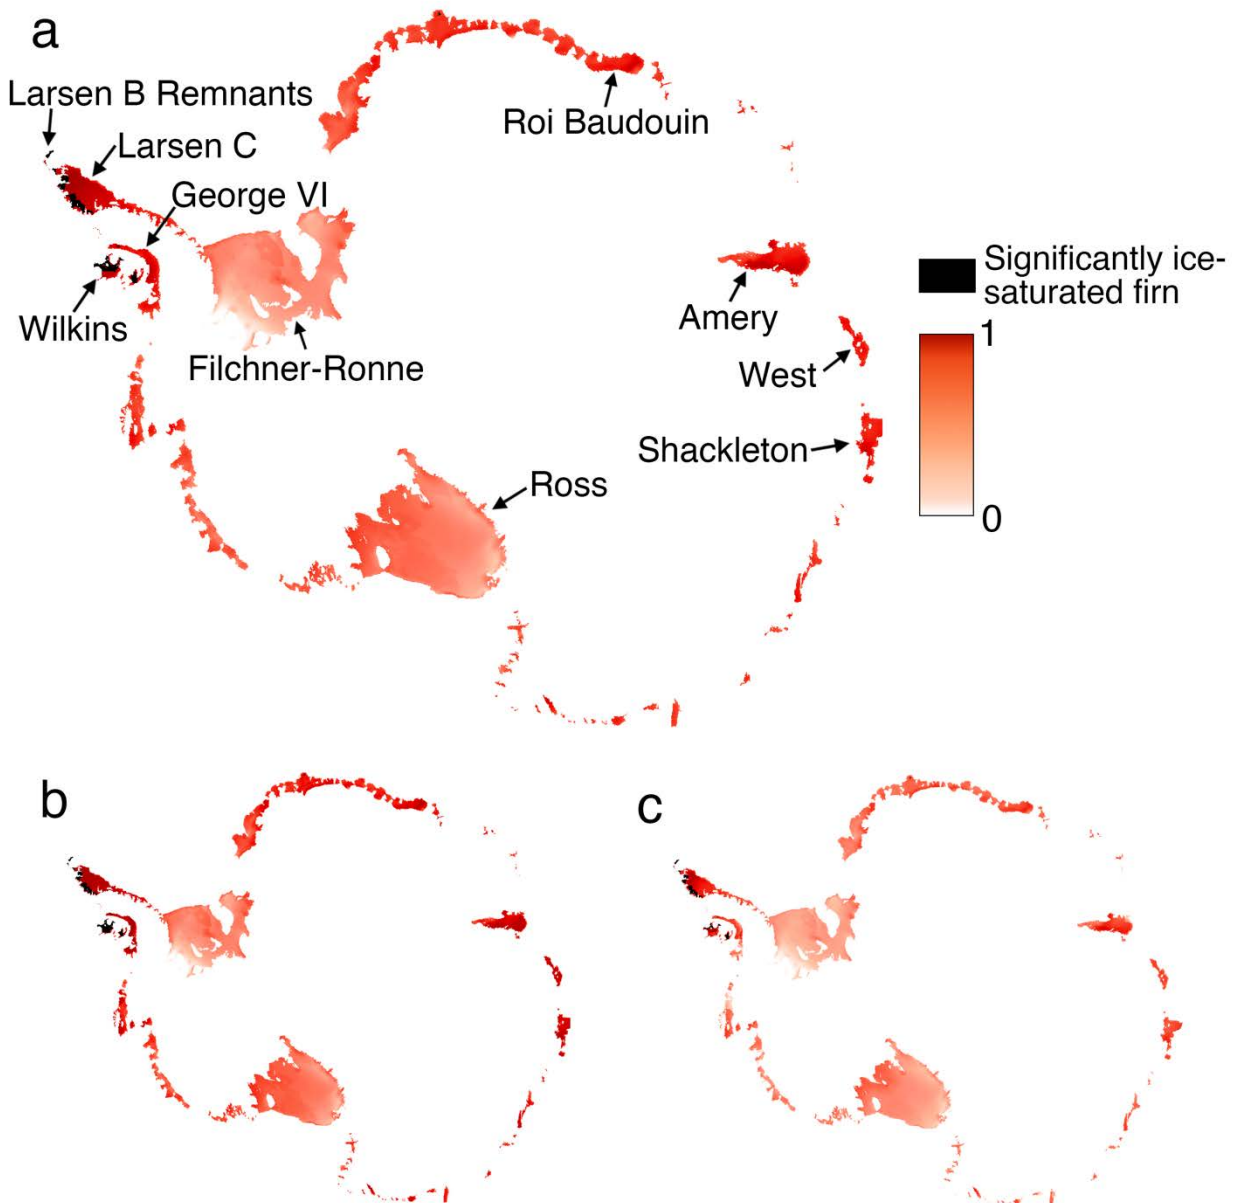 a
Larsen B Remnants
Larsen C
George VI
Wilkins
Filchner-Ronne
Roi Baudouin
Amery
West
Shackleton
Ross
Significantly ice-
saturated firn
1
0
b
c